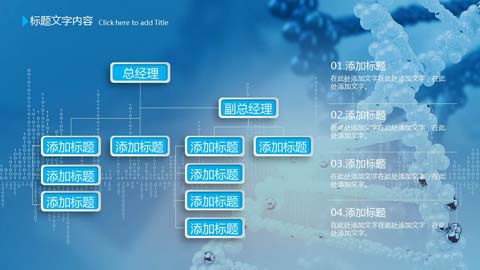 标题文字内容 Click here to add Title
总经理
副总经理
添加标题 添加标题 添加标题 添加标题
添加标题 添加标题
添加标题 添加标题
添加标题
01.添加标题
在此处添加文字在此处添加文字，在此
处添加文字。
02.添加标题
在此处添加文字在此处添加文字，在此
处添加文字。
03.添加标题
在此处添加文字在此处添加文字，在此
处添加文字。
04.添加标题
在此处添加文字在此处添加文字，在此
处添加文字。